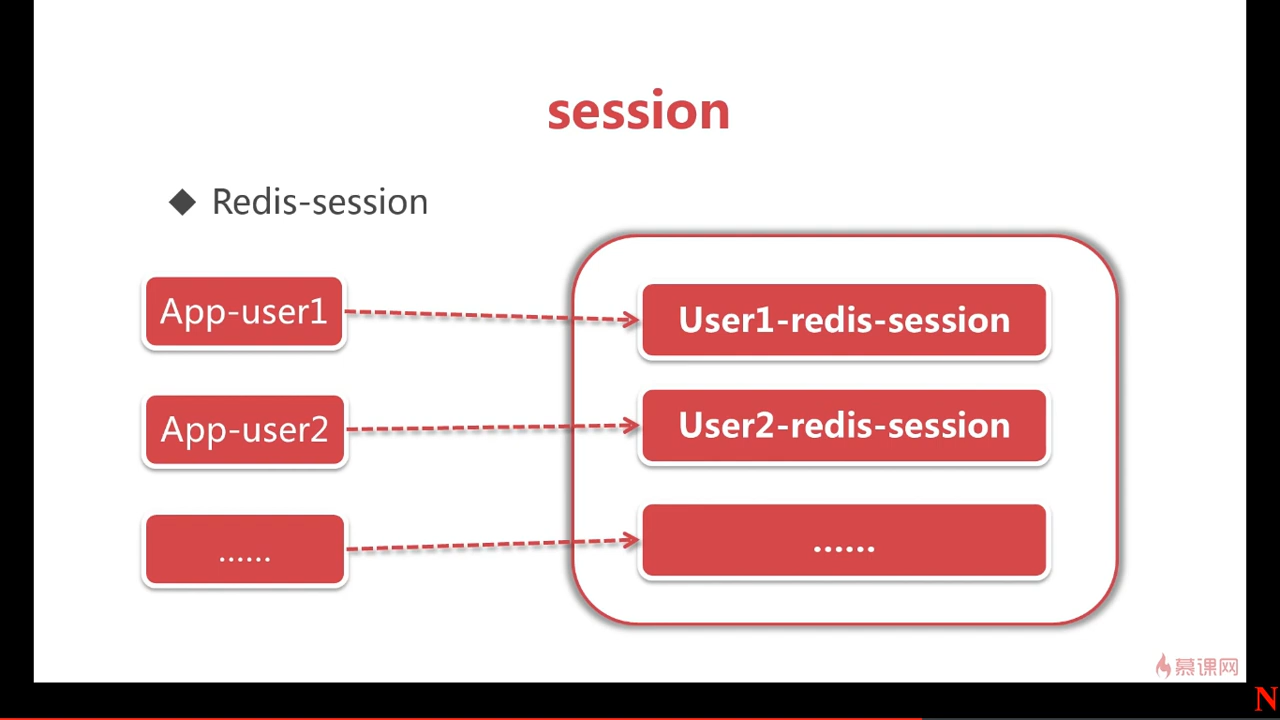 session
◆ Redis-session
App-user1
User1-redis-session
App-user2
User2-redis-session
......
......
慕课网
N